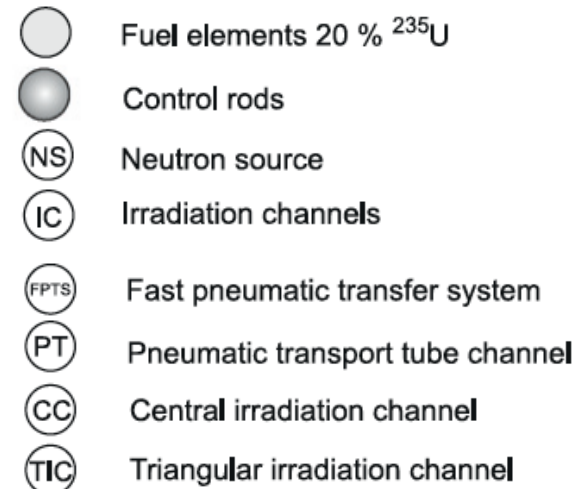 Fuel elements 20 % ²³⁵U
Control rods
NS Neutron source
IC Irradiation channels
FPTS Fast pneumatic transfer system
PT Pneumatic transport tube channel
CC Central irradiation channel
TIC Triangular irradiation channel